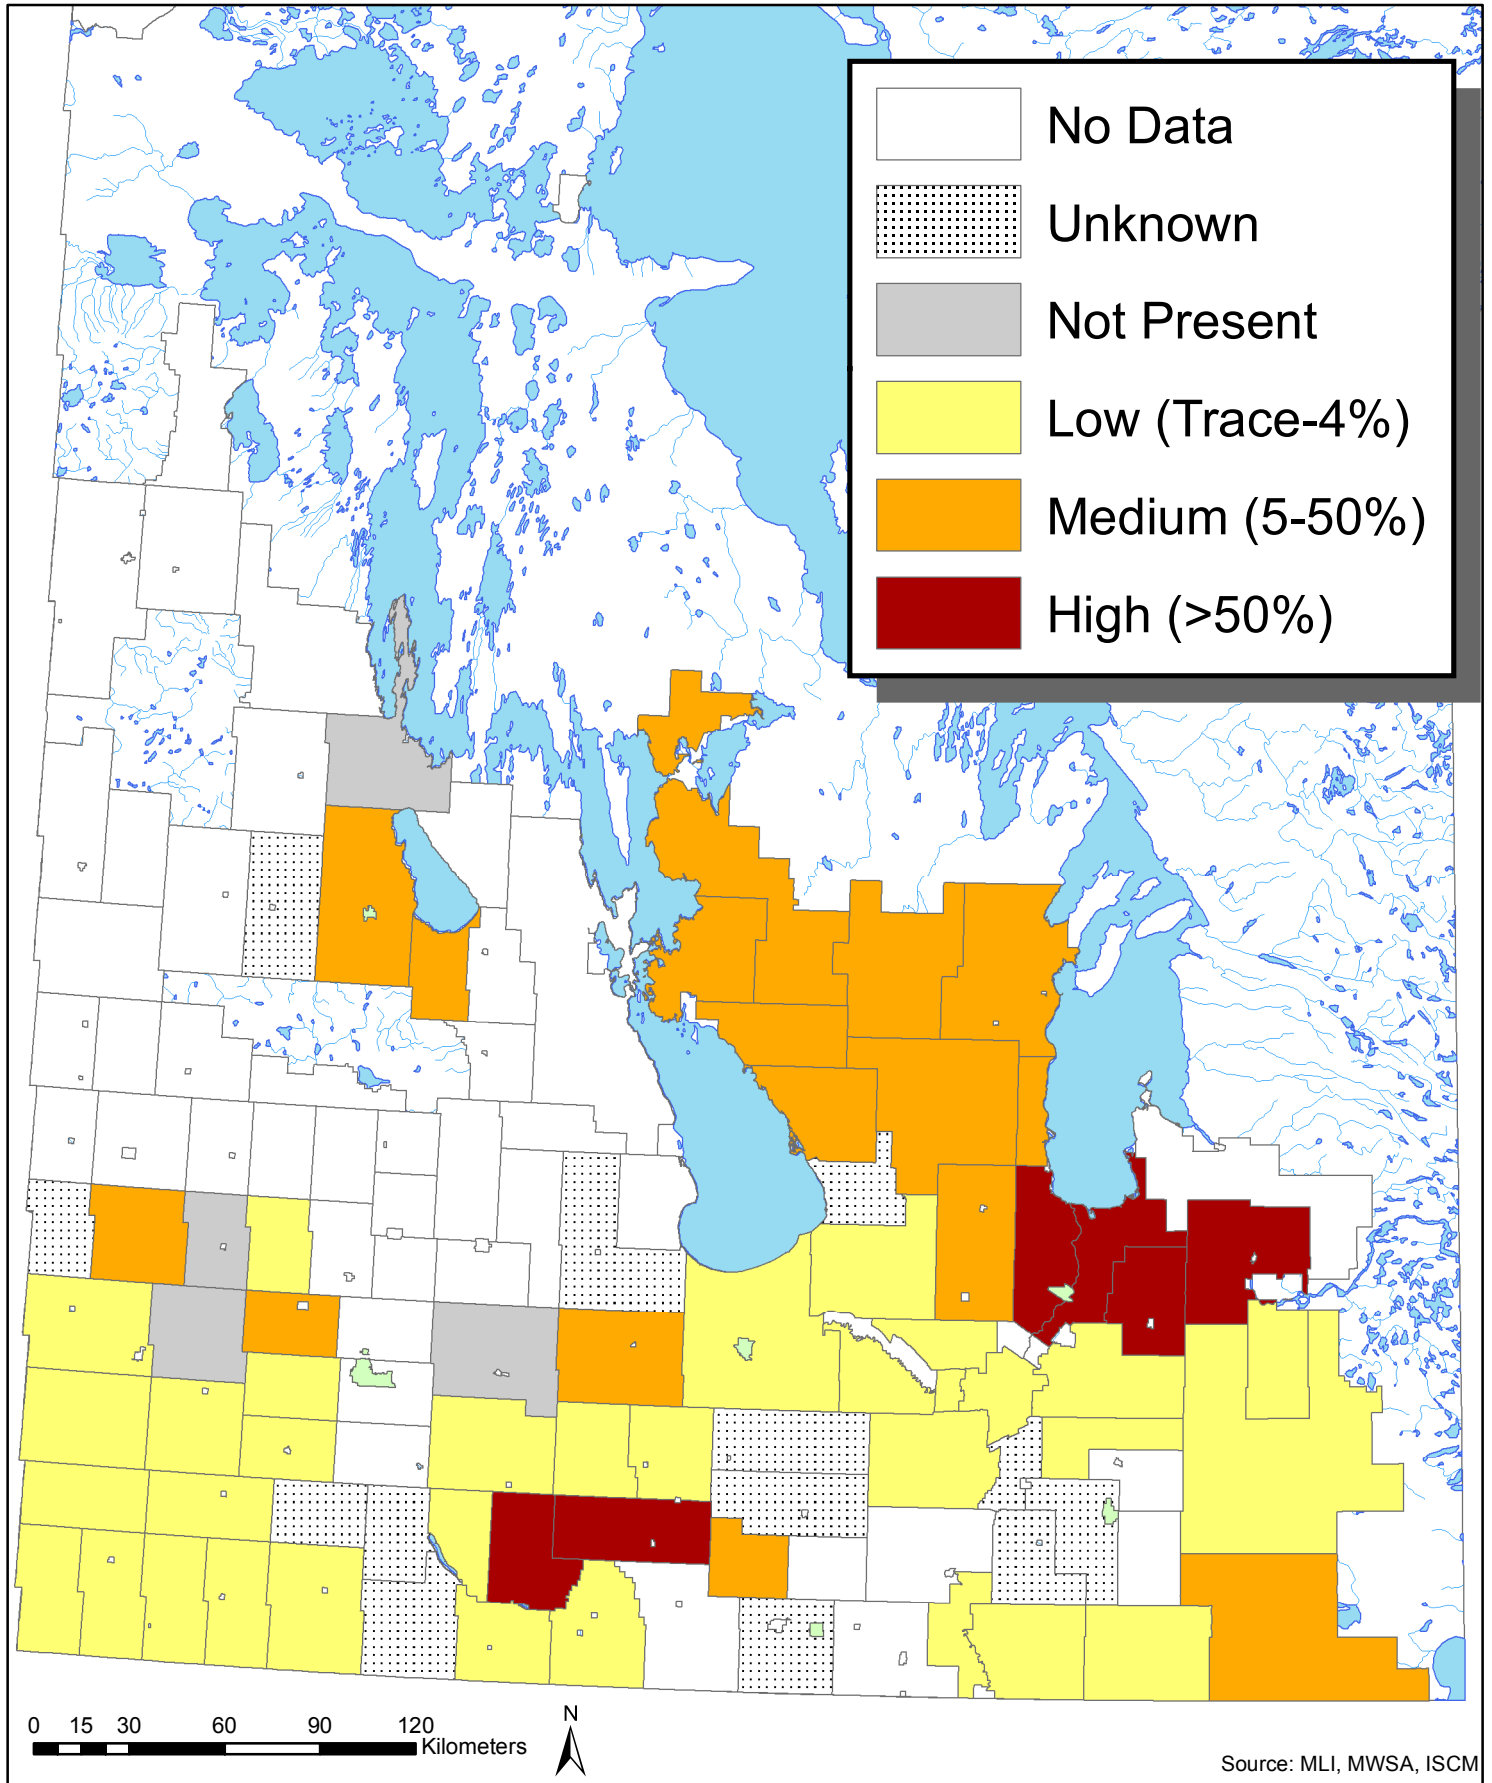 No Data
Unknown
Not Present
Low (Trace-4%)
Medium (5-50%)
High (>50%)
0 15 30 60 90 120
Kilometers
N
Source: MLI, MWSA, ISCM